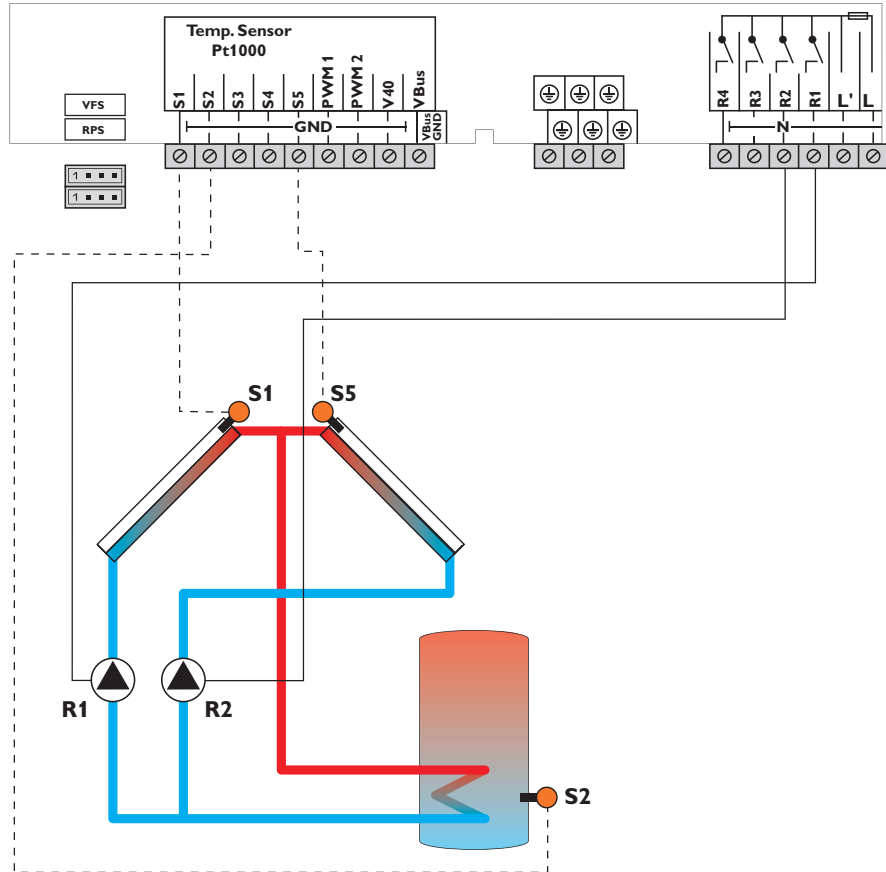 Temp. Sensor
Pt1000
S1
S2
S3
S4
S5
PWM 1
PWM 2
V40
VBus
GND
VBus
GND
VFS
RPS
1
1
R4
R3
R2
R1
L'
L
N
S1
S5
R1
R2
S2